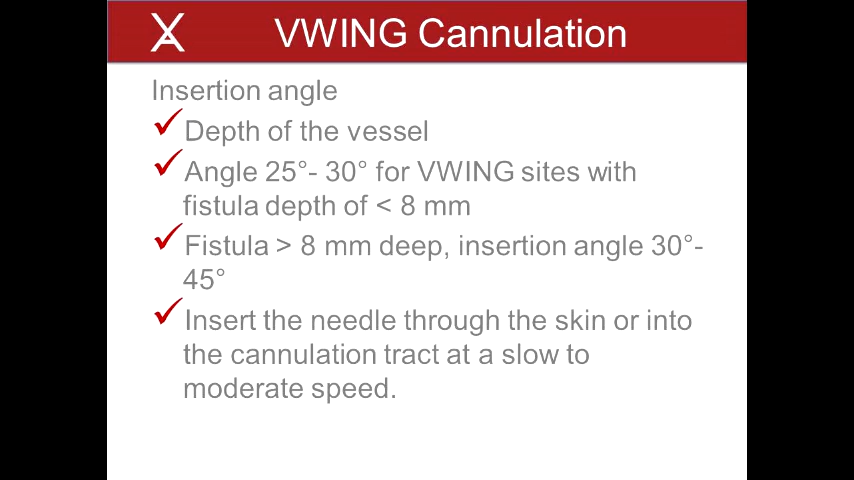 VWING Cannulation
Insertion angle
Depth of the vessel
Angle 25°- 30° for VWING sites with
fistula depth of < 8 mm
Fistula > 8 mm deep, insertion angle 30°-
45°
Insert the needle through the skin or into
the cannulation tract at a slow to
moderate speed.